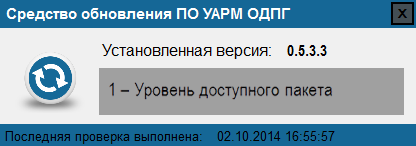 Средство обновления ПО УАРМ ОДПГ X
Установленная версия: 0.5.3.3
1 – Уровень доступного пакета
Последняя проверка выполнена: 02.10.2014 16:55:57